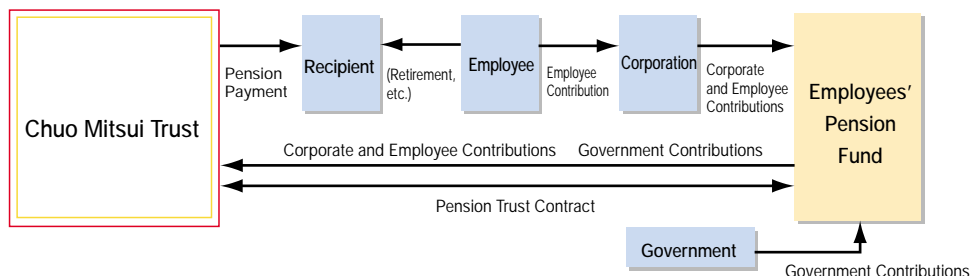 Chuo Mitsui Trust
Pension
Payment
Recipient
(Retirement,
etc.)
Employee
Employee
Contribution
Corporation
Corporate
and Employee
Contributions
Employees'
Pension
Fund
Corporate and Employee Contributions
Government Contributions
Pension Trust Contract
Government
Government Contributions